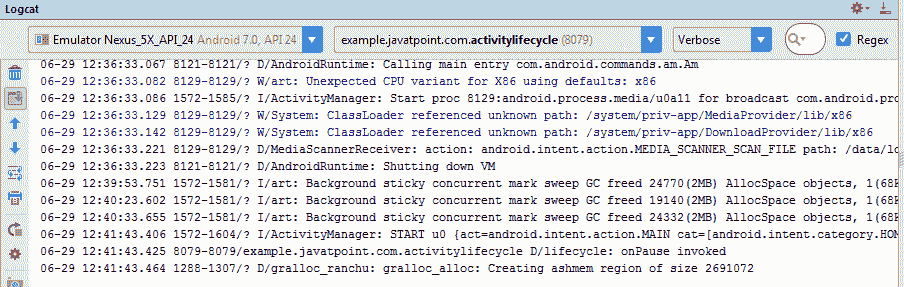 Logcat
Emulator Nexus_5X_API_24 Android 7.0, API 24
example.javatpoint.com.activitylifecycle (8079)
Verbose
Regex
06-29 12:36:33.067 8121-8121/? D/AndroidRuntime: Calling main entry com.android.commands.am.Am
06-29 12:36:33.082 8129-8129/? W/art: Unexpected CPU variant for X86 using defaults: x86
06-29 12:36:33.086 1572-1585/? I/ActivityManager: Start proc 8129:android.process.media/u0a11 for broadcast com.android.pro
06-29 12:36:33.129 8129-8129/? W/System: ClassLoader referenced unknown path: /system/priv-app/MediaProvider/lib/x86
06-29 12:36:33.142 8129-8129/? W/System: ClassLoader referenced unknown path: /system/priv-app/DownloadProvider/lib/x86
06-29 12:36:33.221 8129-8129/? D/MediaScannerReceiver: action: android.intent.action.MEDIA_SCANNER_SCAN_FILE path: /data/lo
06-29 12:36:33.223 8121-8121/? D/AndroidRuntime: Shutting down VM
06-29 12:39:53.751 1572-1581/? I/art: Background sticky concurrent mark sweep GC freed 24770(2MB) AllocSpace objects, 1(68K
06-29 12:40:23.602 1572-1581/? I/art: Background sticky concurrent mark sweep GC freed 19140(2MB) AllocSpace objects, 1(68K
06-29 12:40:33.655 1572-1581/? I/art: Background sticky concurrent mark sweep GC freed 24332(2MB) AllocSpace objects, 1(68K
06-29 12:41:43.406 1572-1604/? I/ActivityManager: START u0 {act=android.intent.action.MAIN cat=[android.intent.category.HOM
06-29 12:41:43.425 8079-8079/example.javatpoint.com.activitylifecycle D/lifecycle: onPause invoked
06-29 12:41:43.464 1288-1307/? D/gralloc_ranchu: gralloc_alloc: Creating ashmem region of size 2691072